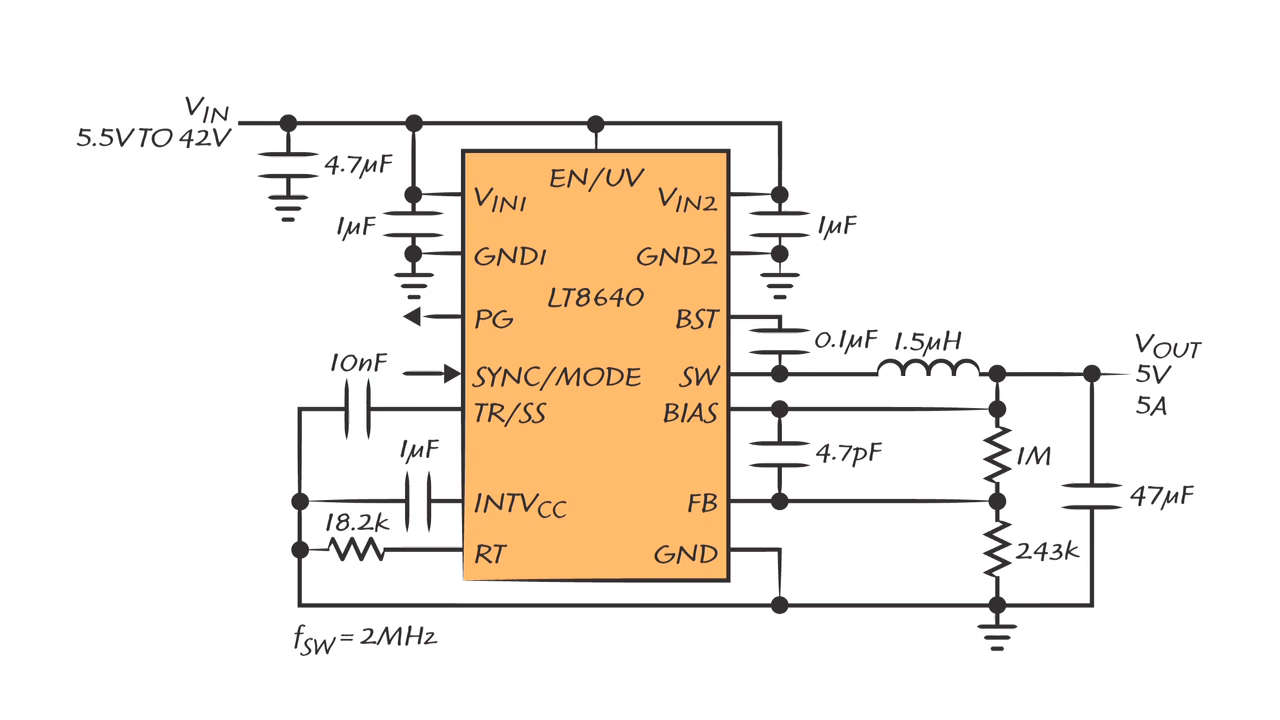 VIN
5.5V TO 42V
4.7µF
EN/UV
VIN1
VIN2
1µF
1µF
GND1
GND2
LT8640
PG
BST
0.1µF
1.5µH
VOUT
5V
5A
10nF
SYNC/MODE
SW
TR/SS
BIAS
1µF
4.7pF
1M
47µF
INTVCC
FB
18.2k
RT
GND
243k
fSW = 2MHz